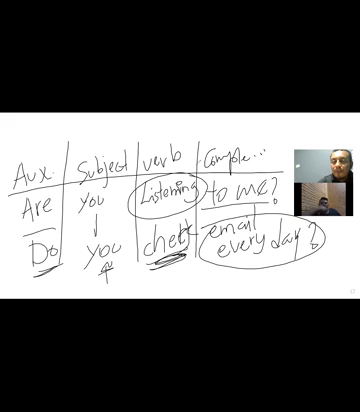 Aux. Subject verb Comple...
Are you Listening to me?
Do you check email
every day?